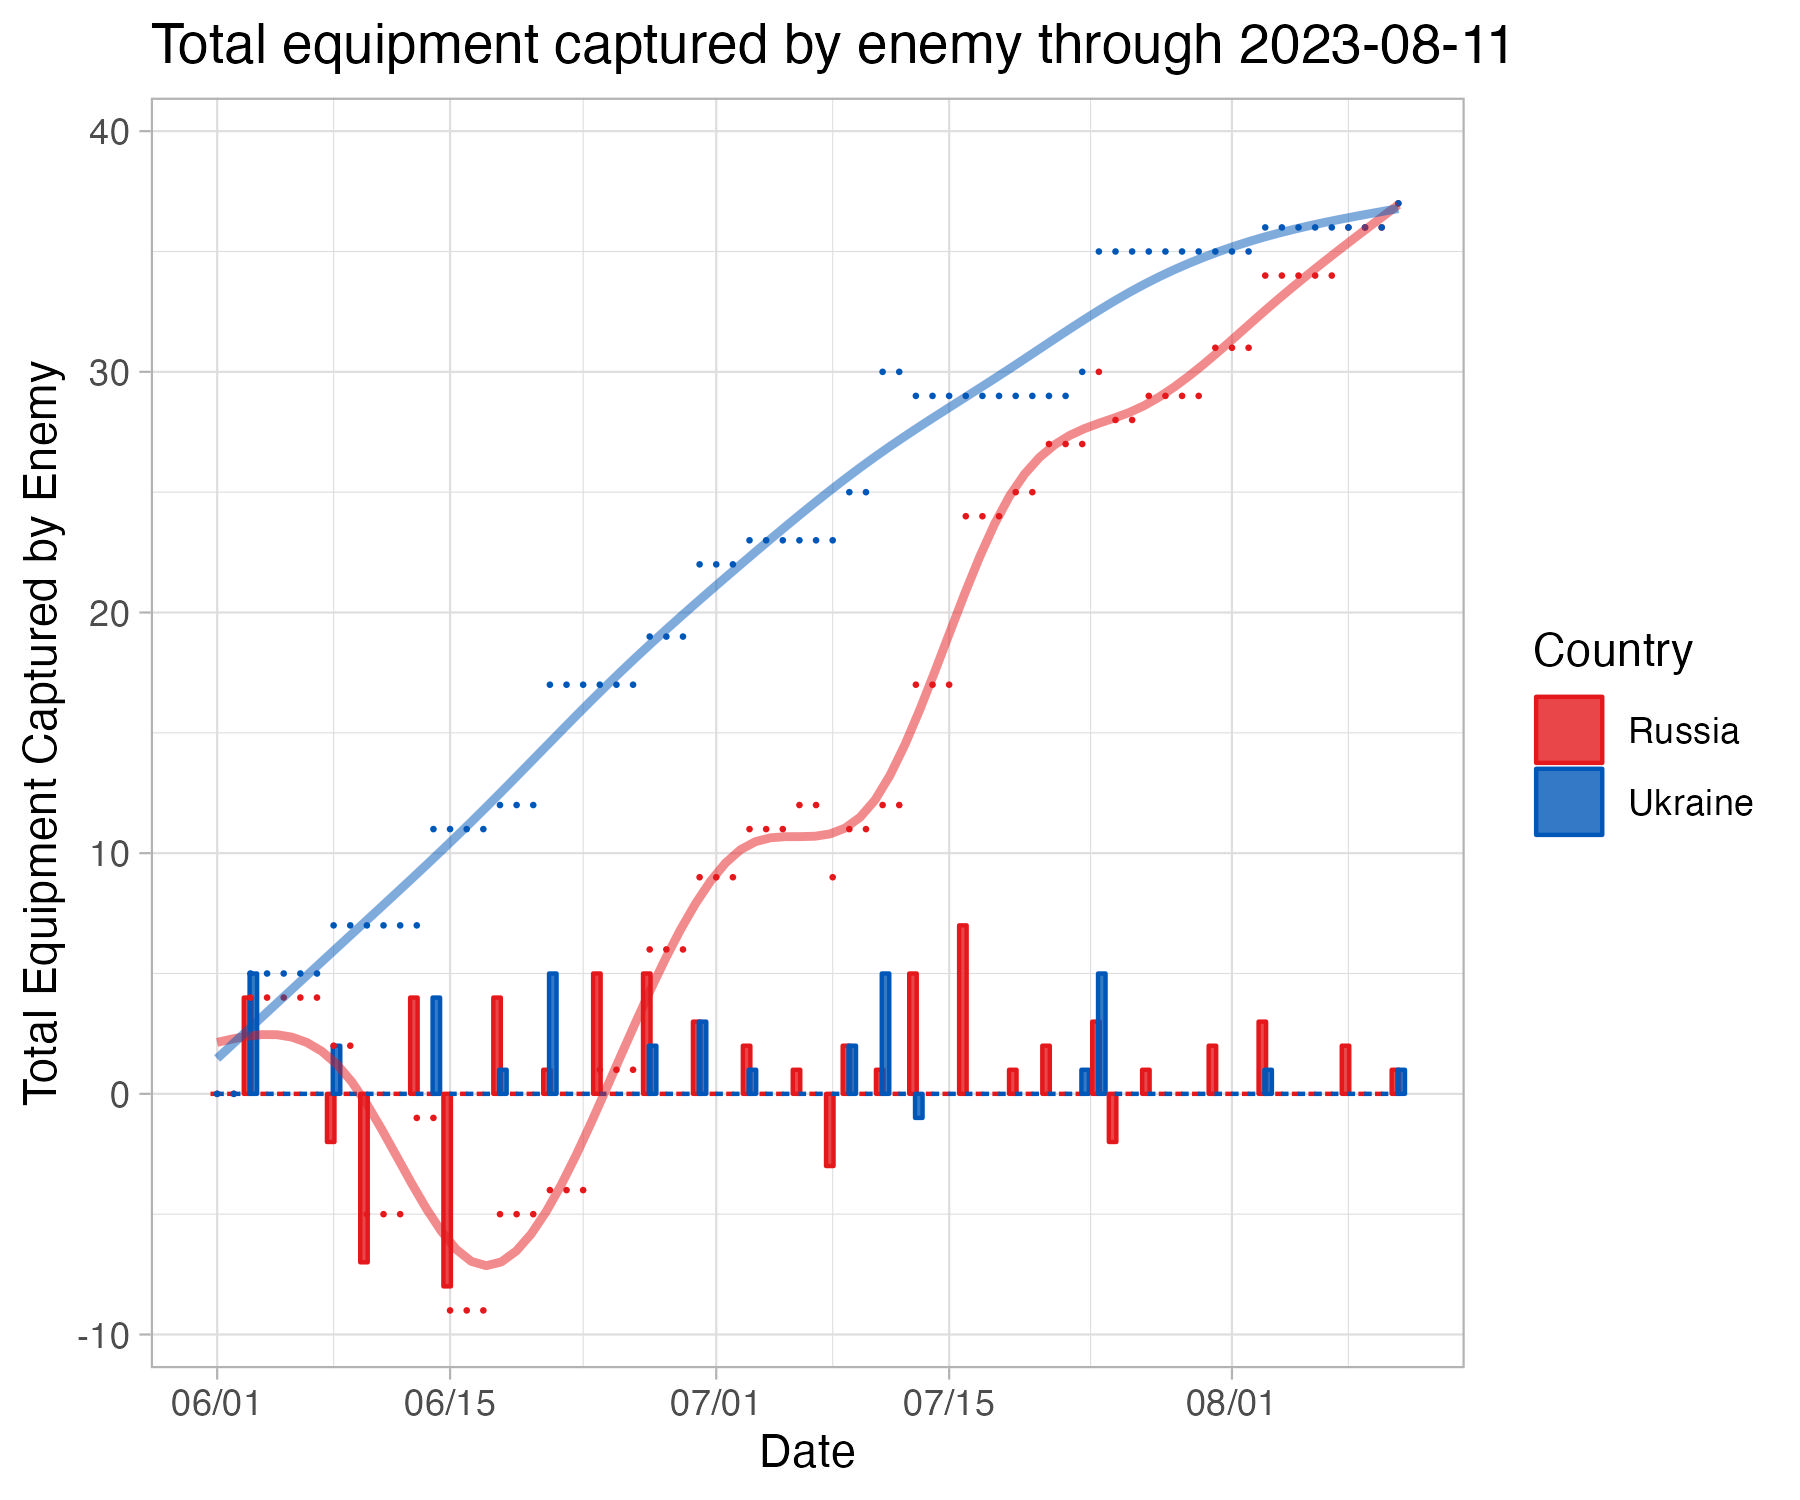 Total equipment captured by enemy through 2023-08-11
Total Equipment Captured by Enemy
40
30
20
10
0
-10
06/01
06/15
07/01
07/15
08/01
Date
Country
Russia
Ukraine